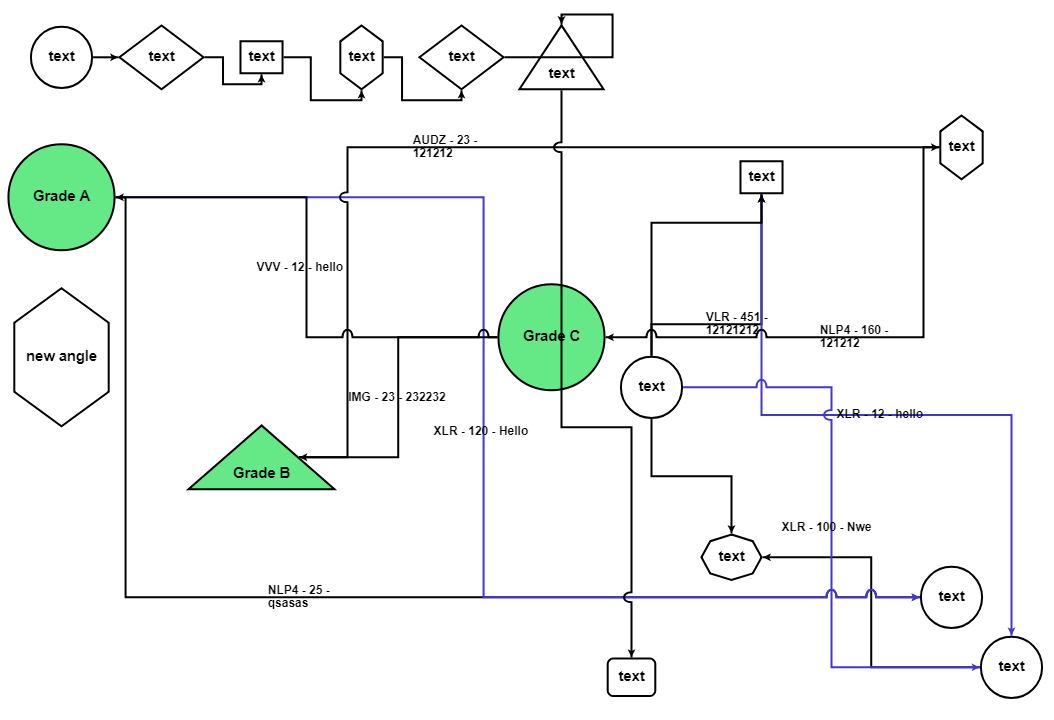 text
text
text
text
text
text
AUDZ - 23 -
121212
text
text
Grade A
VVV - 12 - hello
VLR - 451 -
12121212
NLP4 - 160 -
121212
Grade C
new angle
text
IMG - 23 - 232232
XLR - 12 - hello
XLR - 120 - Hello
Grade B
XLR - 100 - Nwe
text
NLP4 - 25 -
qsasas
text
text
text